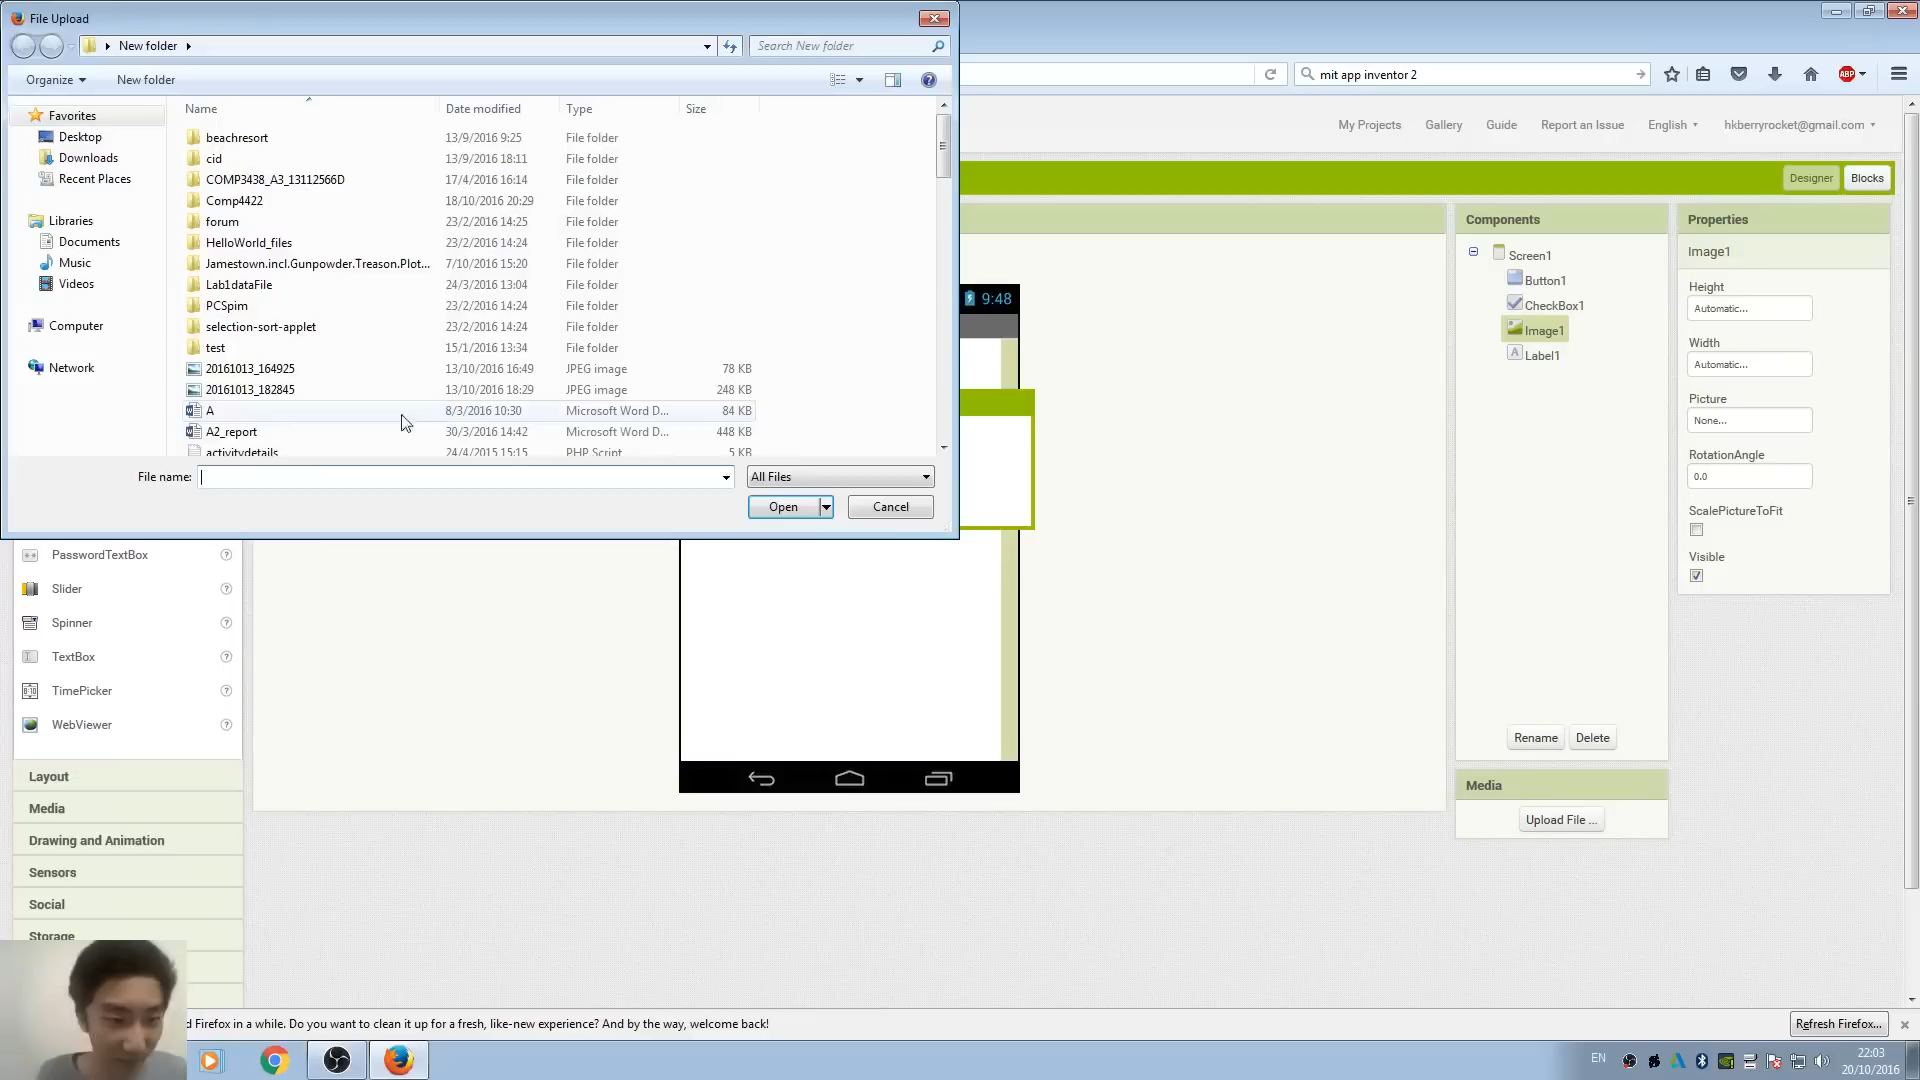 File Upload
New folder
Search New folder
Organize
New folder
Name
Date modified
Type
Size
Favorites
Desktop
Downloads
Recent Places
Libraries
Documents
Music
Videos
Computer
Network
beachresort 13/9/2016 9:25 File folder
cid 13/9/2016 18:11 File folder
COMP3438_A3_13112566D 17/4/2016 16:14 File folder
Comp4422 18/10/2016 20:29 File folder
forum 23/2/2016 14:25 File folder
HelloWorld_files 23/2/2016 14:24 File folder
Jamestown.incl.Gunpowder.Treason.Plot... 7/10/2016 15:20 File folder
Lab1dataFile 24/3/2016 13:04 File folder
PCSpim 23/2/2016 14:24 File folder
selection-sort-applet 23/2/2016 14:24 File folder
test 15/1/2016 13:34 File folder
20161013_164925 13/10/2016 16:49 JPEG image 78 KB
20161013_182845 13/10/2016 18:29 JPEG image 248 KB
A 8/3/2016 10:30 Microsoft Word D... 84 KB
A2_report 30/3/2016 14:42 Microsoft Word D... 448 KB
activitydetails 24/4/2015 15:15 PHP Script 5 KB
File name:
All Files
Open
Cancel
mit app inventor 2
ABP
My Projects
Gallery
Guide
Report an Issue
English
hkberryrocket@gmail.com
Designer
Blocks
9:48
Components
Screen1
Button1
CheckBox1
Image1
Label1
Rename
Delete
Media
Upload File ...
Properties
Image1
Height
Automatic...
Width
Automatic...
Picture
None...
RotationAngle
0.0
ScalePictureToFit
Visible
PasswordTextBox
Slider
Spinner
TextBox
TimePicker
WebViewer
Layout
Media
Drawing and Animation
Sensors
Social
Storage
d Firefox in a while. Do you want to clean it up for a fresh, like-new experience? And by the way, welcome back!
Refresh Firefox...
EN
22:03
20/10/2016